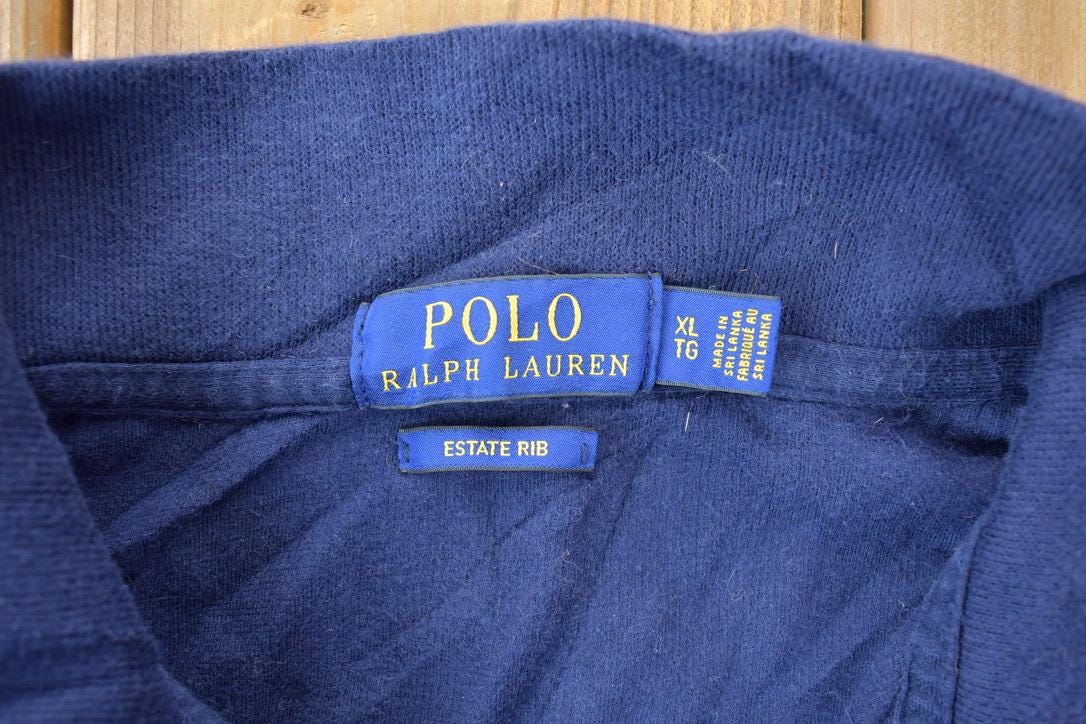 POLO
RALPH LAUREN
XL
TG
MADE IN
SRI LANKA
FABRIQUÉ AU
SRI LANKA
ESTATE RIB